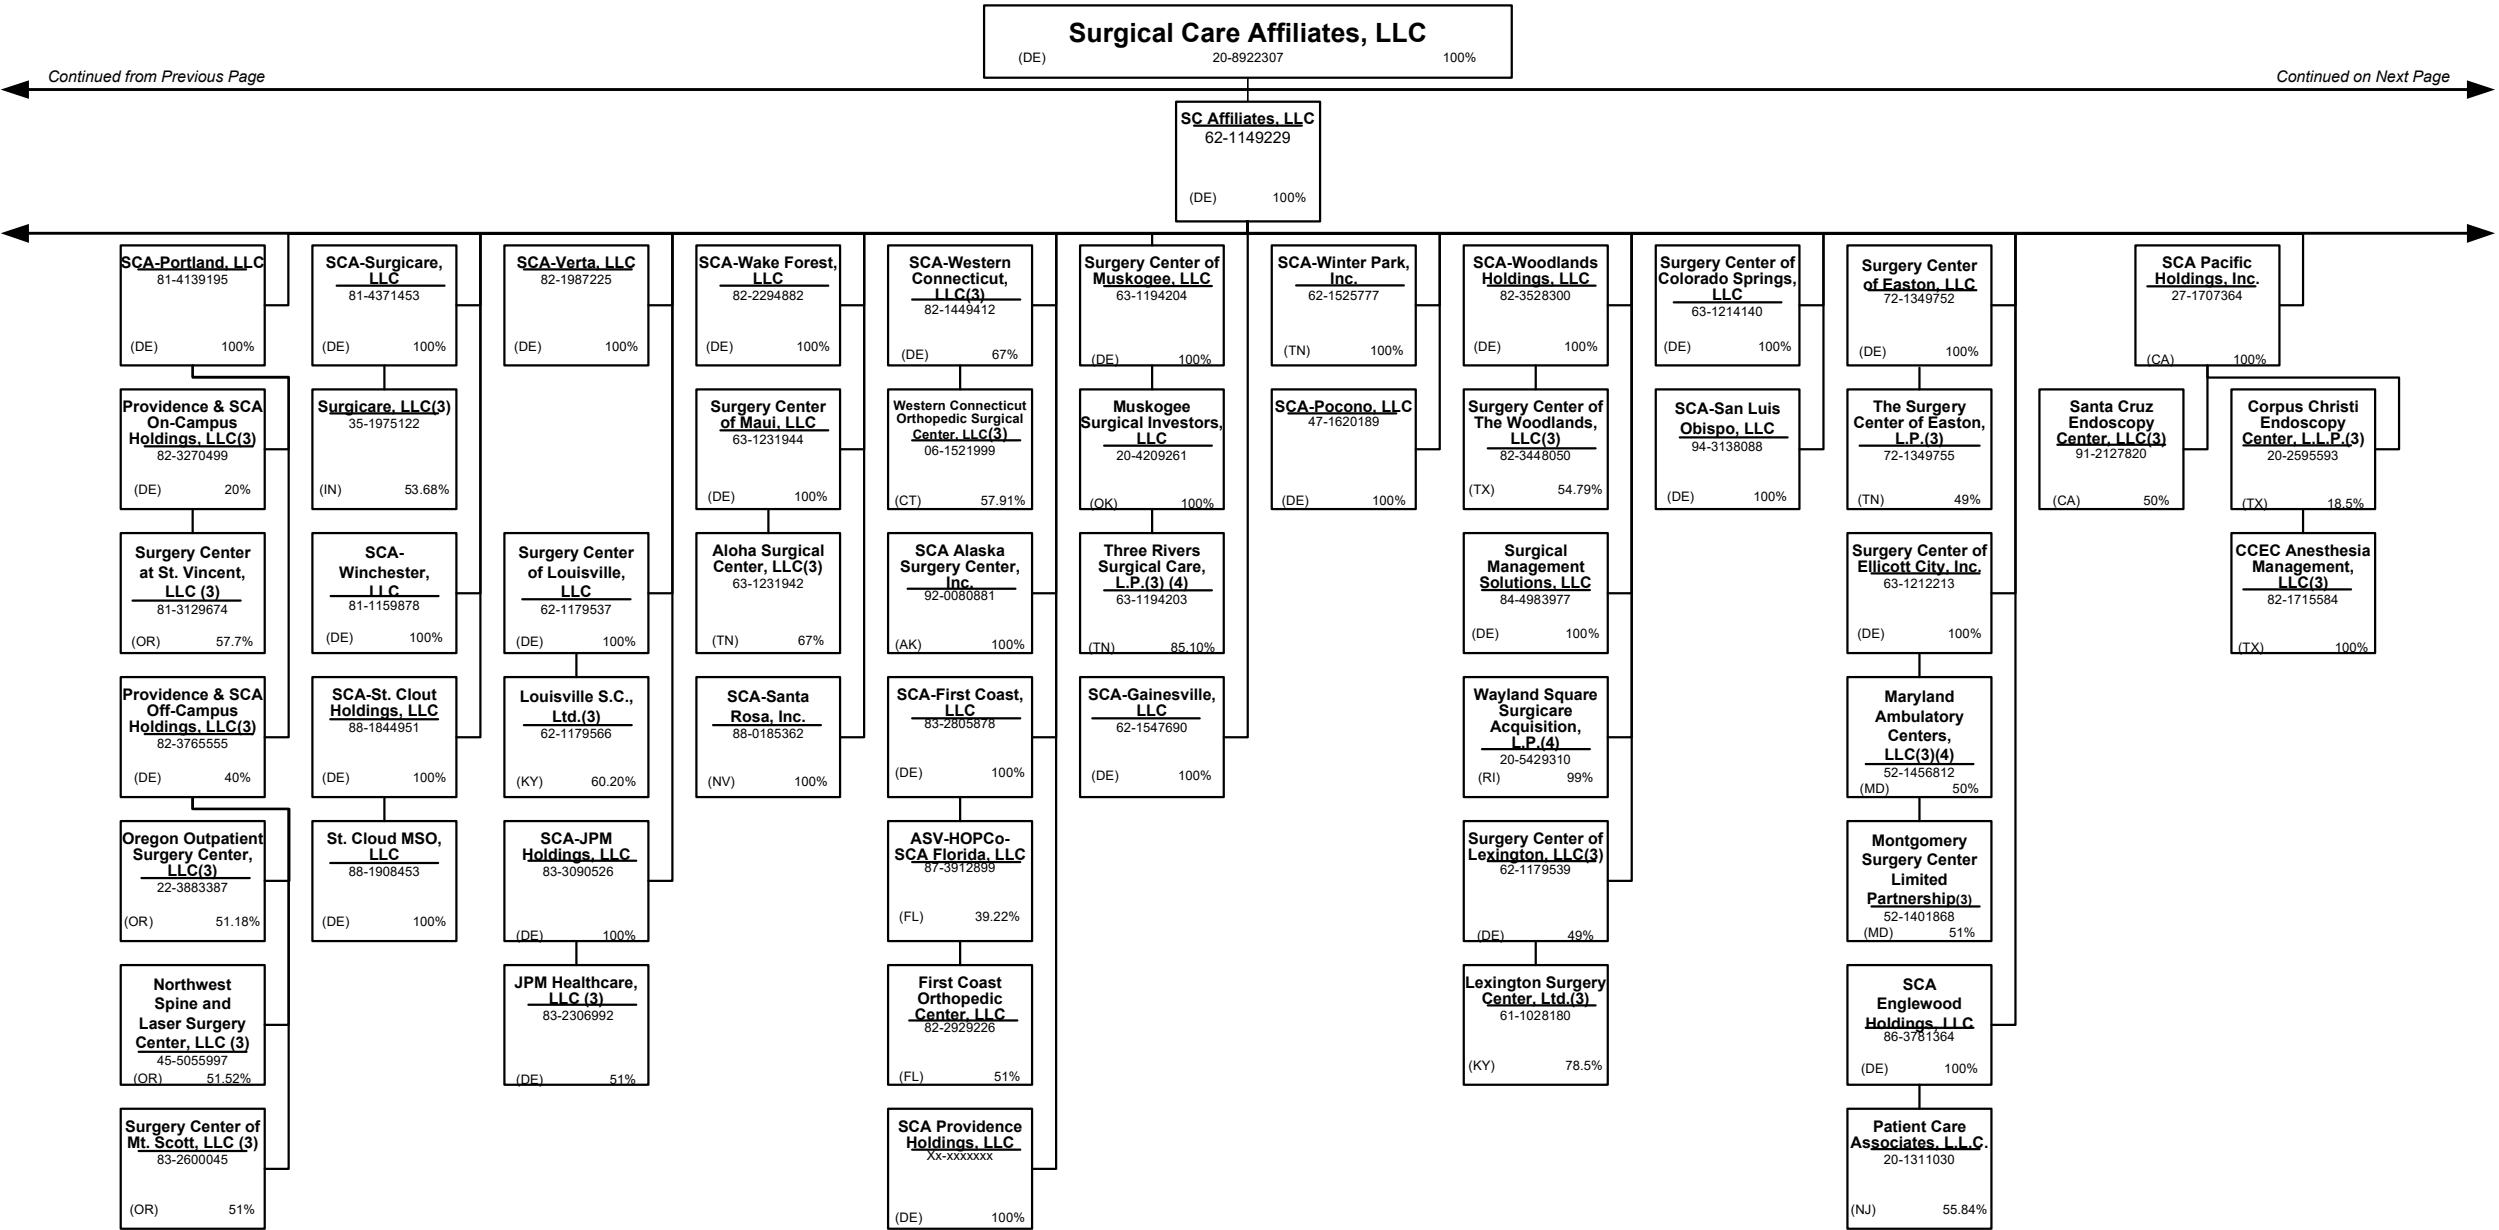 Surgical Care Affiliates, LLC
(DE) 20-8922307 100%
Continued from Previous Page
Continued on Next Page
SC Affiliates, LLC
62-1149229
(DE) 100%
SCA-Portland, LLC
81-4139195
(DE) 100%
Providence & SCA
On-Campus
Holdings, LLC(3)
82-3270499
(DE) 20%
Surgery Center
at St. Vincent,
LLC (3)
81-3129674
(OR) 57.7%
Providence & SCA
Off-Campus
Holdings, LLC(3)
82-3765555
(DE) 40%
Oregon Outpatient
Surgery Center,
LLC(3)
22-3883387
(OR) 51.18%
Northwest
Spine and
Laser Surgery
Center, LLC (3)
45-5055997
(OR) 51.52%
Surgery Center of
Mt. Scott, LLC (3)
83-2600045
(OR) 51%
SCA-Surgicare,
LLC
81-4371453
(DE) 100%
Surgicare, LLC(3)
35-1975122
(IN) 53.68%
SCA-
Winchester,
LLC
81-1159878
(DE) 100%
SCA-St. Clout
Holdings, LLC
88-1844951
(DE) 100%
St. Cloud MSO,
LLC
88-1908453
(DE) 100%
SCA-Verta, LLC
82-1987225
(DE) 100%
Surgery Center
of Louisville,
LLC
62-1179537
(DE) 100%
Louisville S.C.,
Ltd.(3)
62-1179566
(KY) 60.20%
SCA-JPM
Holdings, LLC
83-3090526
(DE) 100%
JPM Healthcare,
LLC (3)
83-2306992
(DE) 51%
SCA-Wake Forest,
LLC
82-2294882
(DE) 100%
Surgery Center
of Maui, LLC
63-1231944
(DE) 100%
Aloha Surgical
Center, LLC(3)
63-1231942
(TN) 67%
SCA-Santa
Rosa, Inc.
88-0185362
(NV) 100%
SCA-Western
Connecticut,
LLC(3)
82-1449412
(DE) 67%
Western Connecticut
Orthopedic Surgical
Center, LLC(3)
06-1521999
(CT) 57.91%
SCA Alaska
Surgery Center,
Inc.
92-0080881
(AK) 100%
SCA-First Coast,
LLC
83-2805878
(DE) 100%
ASV-HOPCo-
SCA Florida, LLC
87-3912899
(FL) 39.22%
First Coast
Orthopedic
Center, LLC
82-2929226
(FL) 51%
SCA Providence
Holdings, LLC
Xx-xxxxxxx
(DE) 100%
Surgery Center of
Muskogee, LLC
63-1194204
(DE) 100%
Muskogee
Surgical Investors,
LLC
20-4209261
(OK) 100%
Three Rivers
Surgical Care,
L.P.(3) (4)
63-1194203
(TN) 85.10%
SCA-Gainesville,
LLC
62-1547690
(DE) 100%
SCA-Winter Park,
Inc.
62-1525777
(TN) 100%
SCA-Pocono, LLC
47-1620189
(DE) 100%
SCA-Woodlands
Holdings, LLC
82-3528300
(DE) 100%
Surgery Center of
The Woodlands,
LLC(3)
82-3448050
(TX) 54.79%
Surgical
Management
Solutions, LLC
84-4983977
(DE) 100%
Wayland Square
Surgicare
Acquisition,
L.P.(4)
20-5429310
(RI) 99%
Surgery Center of
Lexington, LLC(3)
62-1179539
(DE) 49%
Lexington Surgery
Center, Ltd.(3)
61-1028180
(KY) 78.5%
Surgery Center of
Colorado Springs,
LLC
63-1214140
(DE) 100%
SCA-San Luis
Obispo, LLC
94-3138088
(DE) 100%
Surgery Center
of Easton, LLC
72-1349752
(DE) 100%
The Surgery
Center of Easton,
L.P.(3)
72-1349755
(TN) 49%
Surgery Center of
Ellicott City, Inc.
63-1212213
(DE) 100%
Maryland
Ambulatory
Centers,
LLC(3)(4)
52-1456812
(MD) 50%
Montgomery
Surgery Center
Limited
Partnership(3)
52-1401868
(MD) 51%
SCA
Englewood
Holdings, LLC
86-3781364
(DE) 100%
Patient Care
Associates, L.L.C.
20-1311030
(NJ) 55.84%
SCA Pacific
Holdings, Inc.
27-1707364
(CA) 100%
Santa Cruz
Endoscopy
Center, LLC(3)
91-2127820
(CA) 50%
Corpus Christi
Endoscopy
Center, L.L.P.(3)
20-2595593
(TX) 18.5%
CCEC Anesthesia
Management,
LLC(3)
82-1715584
(TX) 100%